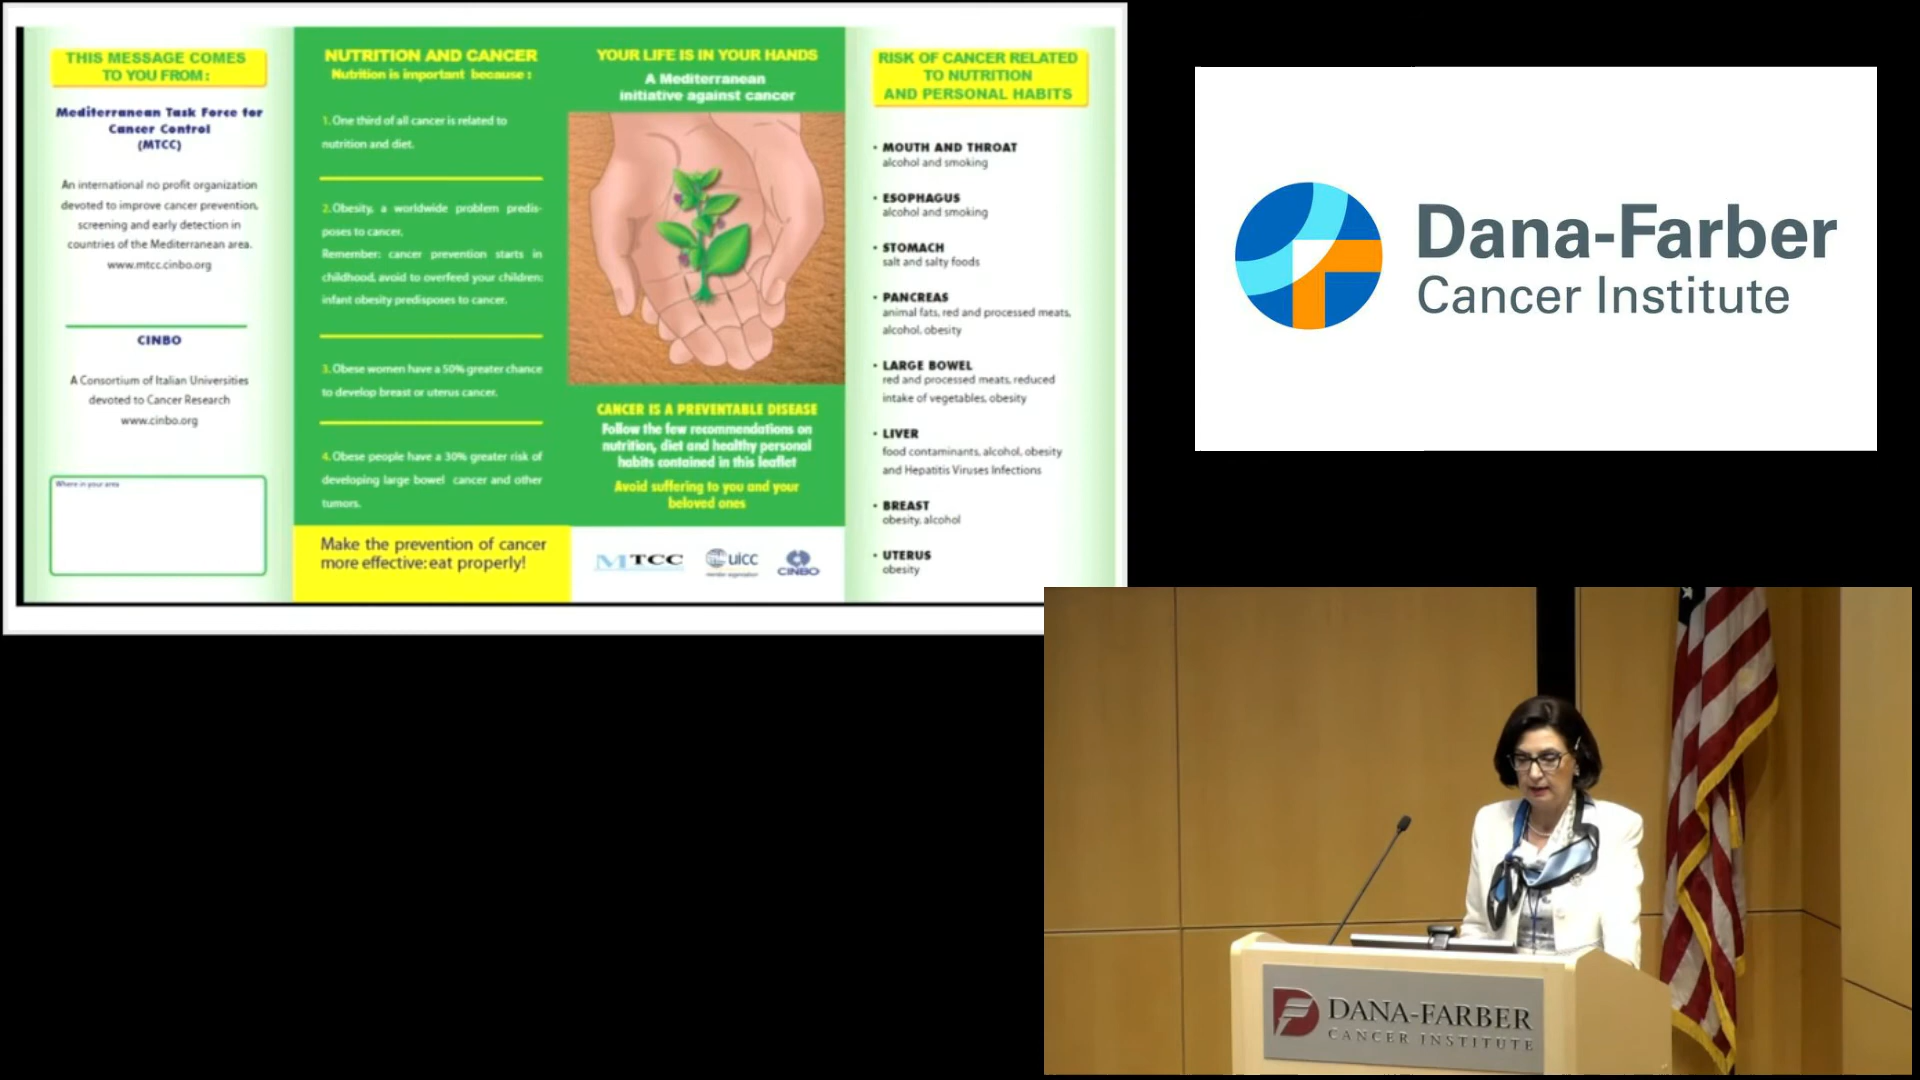 THIS MESSAGE COMES
TO YOU FROM:
Mediterranean Task Force for
Cancer Control
(MTCC)
An international no profit organization
devoted to improve cancer prevention,
screening and early detection in
countries of the Mediterranean area.
www.mtcc.cinbo.org
CINBO
A Consortium of Italian Universities
devoted to Cancer Research
www.cinbo.org
Where in your area
NUTRITION AND CANCER
Nutrition is important because :
1. One third of all cancer is related to
nutrition and diet.
2. Obesity, a worldwide problem predis-
poses to cancer.
Remember: cancer prevention starts in
childhood, avoid to overfeed your children:
infant obesity predisposes to cancer.
3. Obese women have a 50% greater chance
to develop breast or uterus cancer.
4. Obese people have a 30% greater risk of
developing large bowel cancer and other
tumors.
Make the prevention of cancer
more effective: eat properly!
YOUR LIFE IS IN YOUR HANDS
A Mediterranean
initiative against cancer
CANCER IS A PREVENTABLE DISEASE
Follow the few recommendations on
nutrition, diet and healthy personal
habits contained in this leaflet
Avoid suffering to you and your
beloved ones
MTCC
uicc
member organisation
CINBO
RISK OF CANCER RELATED
TO NUTRITION
AND PERSONAL HABITS
• MOUTH AND THROAT
alcohol and smoking
• ESOPHAGUS
alcohol and smoking
• STOMACH
salt and salty foods
• PANCREAS
animal fats, red and processed meats,
alcohol, obesity
• LARGE BOWEL
red and processed meats, reduced
intake of vegetables, obesity
• LIVER
food contaminants, alcohol, obesity
and Hepatitis Viruses Infections
• BREAST
obesity, alcohol
• UTERUS
obesity
Dana-Farber
Cancer Institute
DANA-FARBER
CANCER INSTITUTE